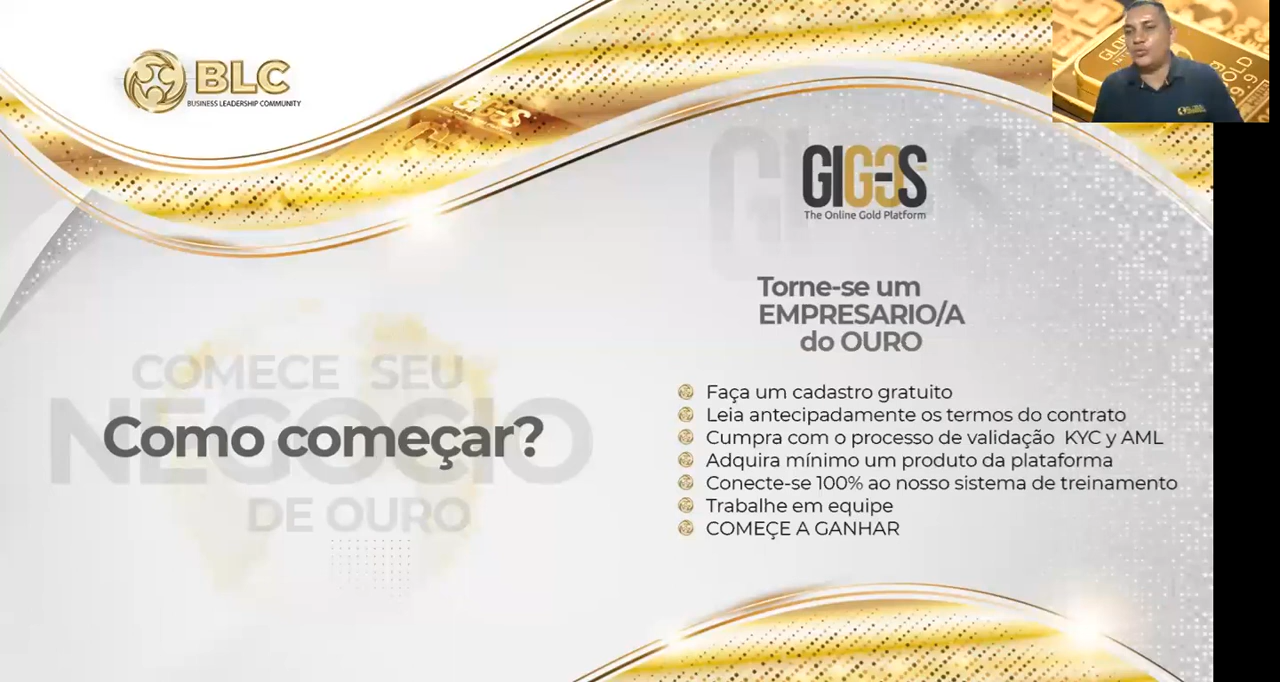 BLC
BUSINESS LEADERSHIP COMMUNITY
GIGOS
The Online Gold Platform
Torne-se um
EMPRESARIO/A
do OURO
COMECE SEU
NEGOCIO
DE OURO
Como começar?
Faça um cadastro gratuito
Leia antecipadamente os termos do contrato
Cumpra com o processo de validação KYC y AML
Adquira mínimo um produto da plataforma
Conecte-se 100% ao nosso sistema de treinamento
Trabalhe em equipe
COMEÇE A GANHAR